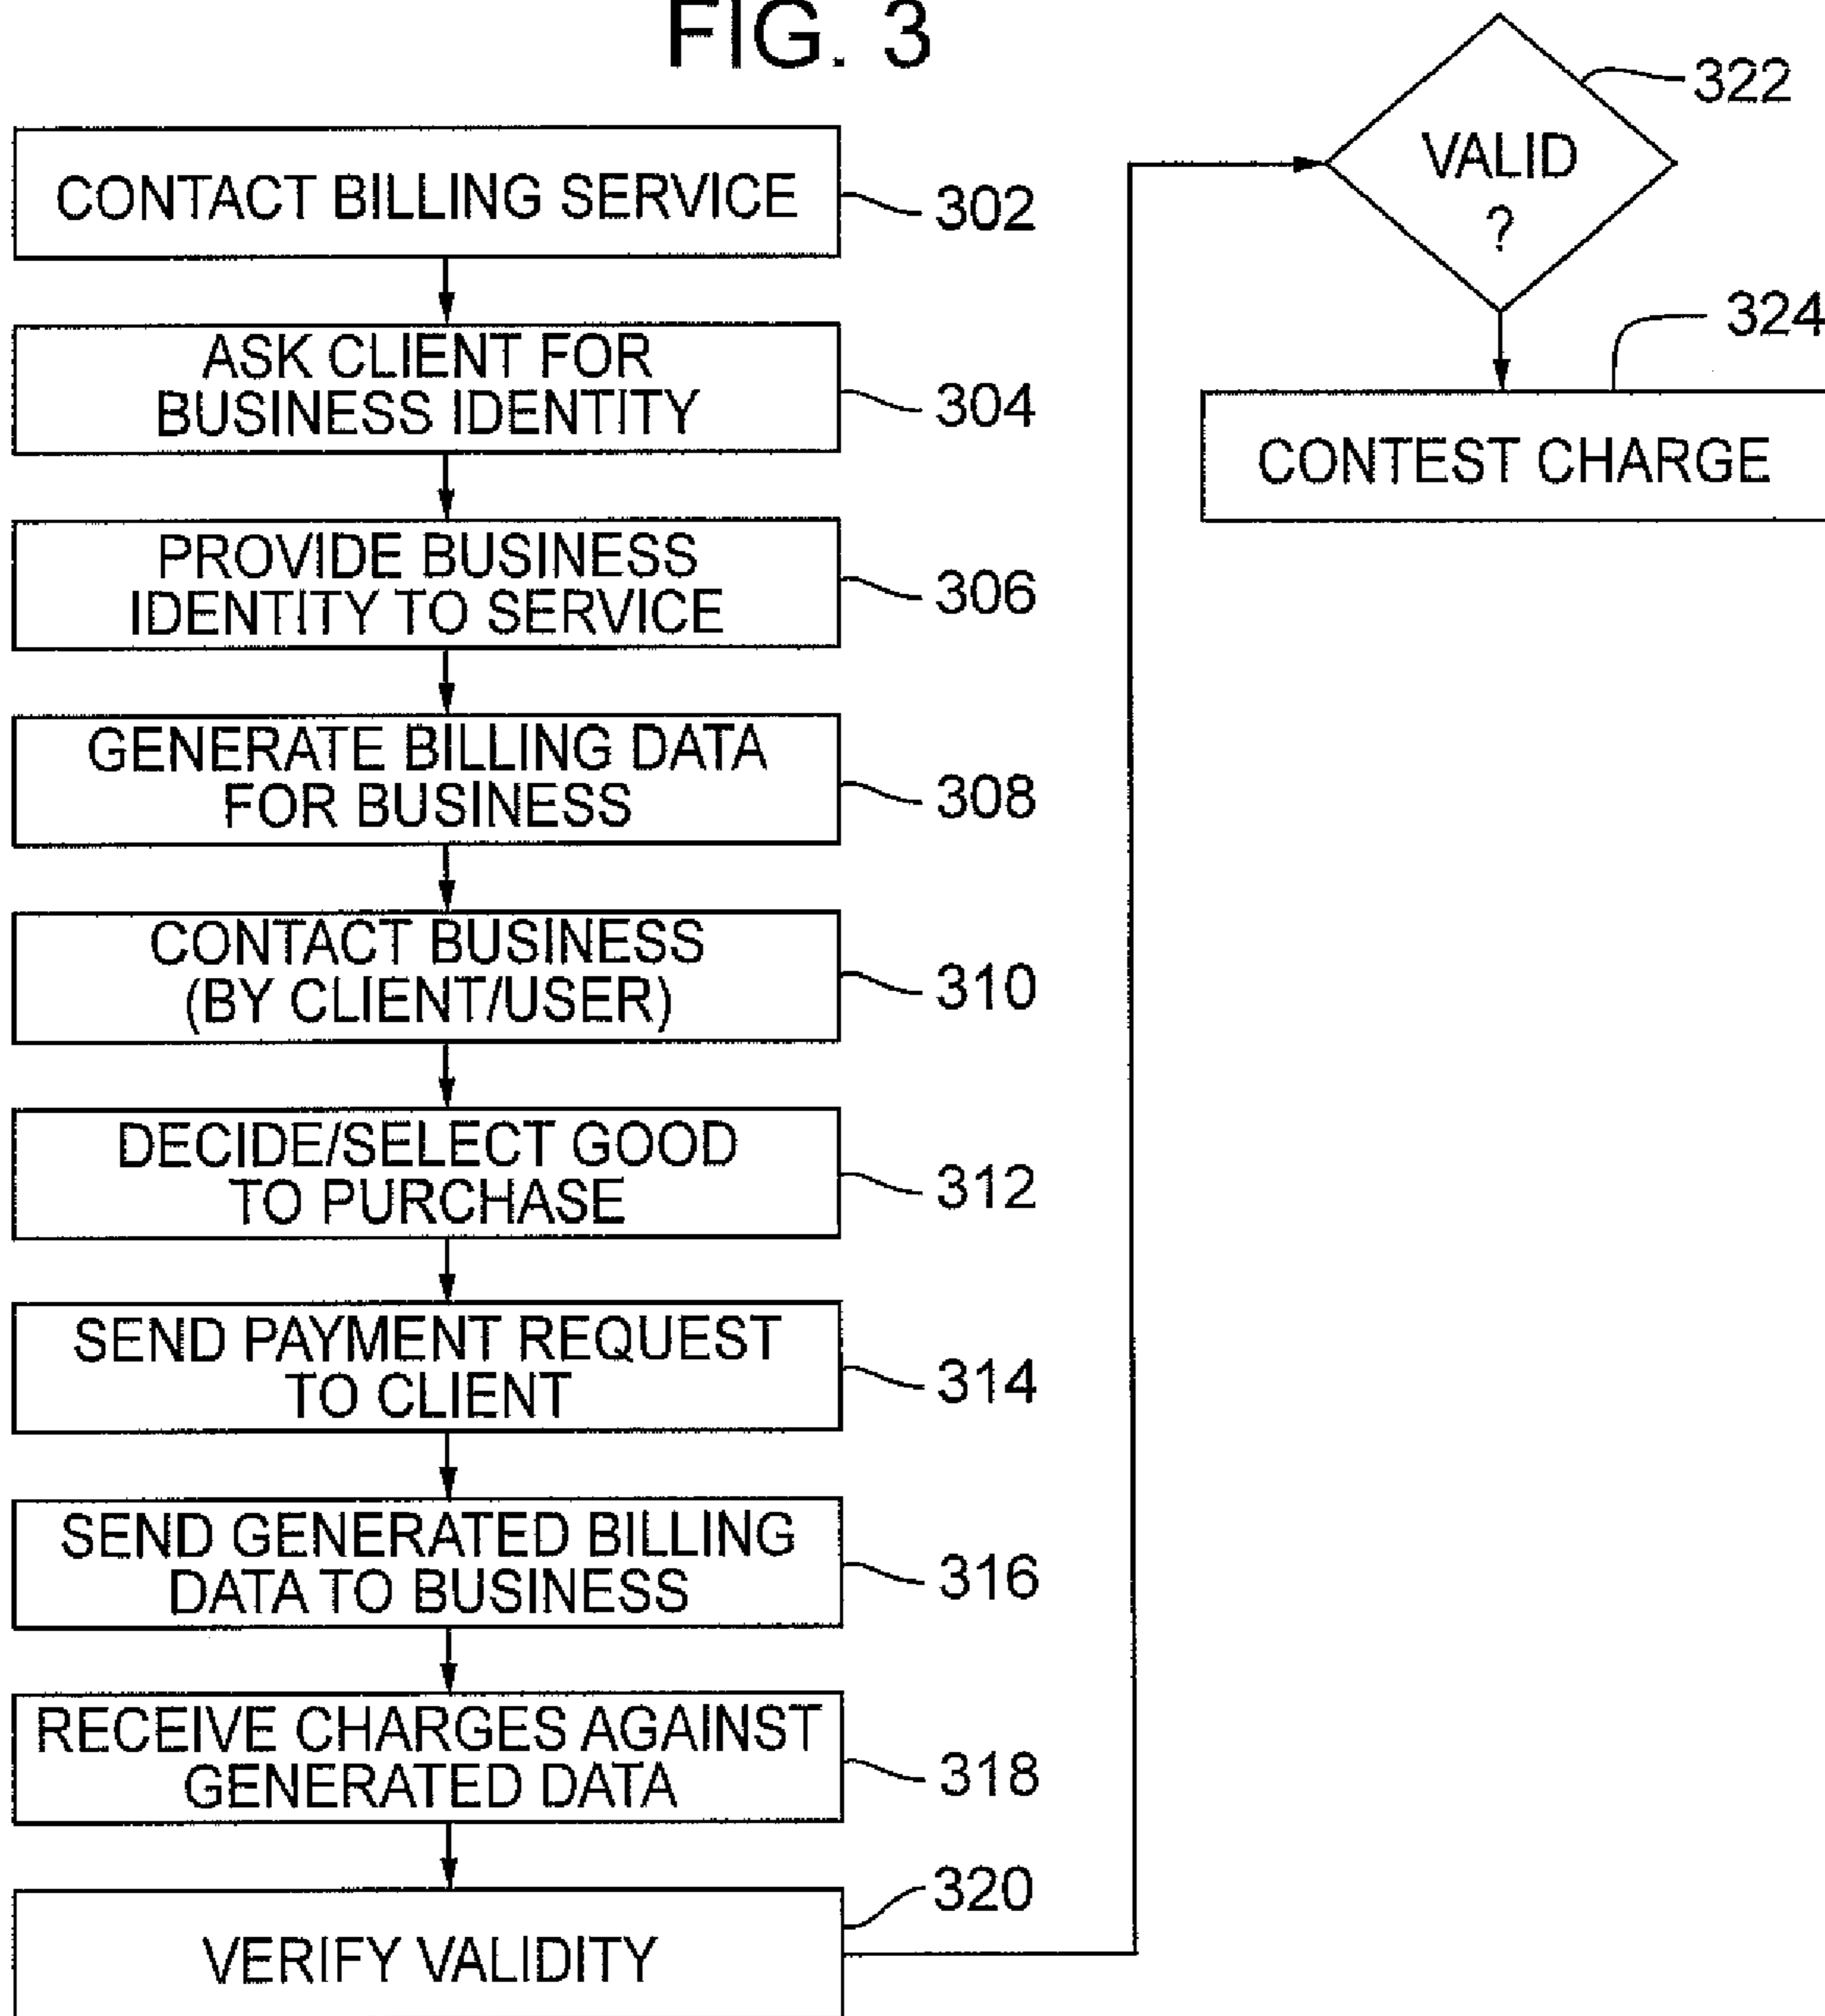 FIG. 3
CONTACT BILLING SERVICE
302
ASK CLIENT FOR
BUSINESS IDENTITY
304
PROVIDE BUSINESS
IDENTITY TO SERVICE
306
GENERATE BILLING DATA
FOR BUSINESS
308
CONTACT BUSINESS
(BY CLIENT/USER)
310
DECIDE/SELECT GOOD
TO PURCHASE
312
SEND PAYMENT REQUEST
TO CLIENT
314
SEND GENERATED BILLING
DATA TO BUSINESS
316
RECEIVE CHARGES AGAINST
GENERATED DATA
318
VERIFY VALIDITY
320
VALID
?
322
CONTEST CHARGE
324